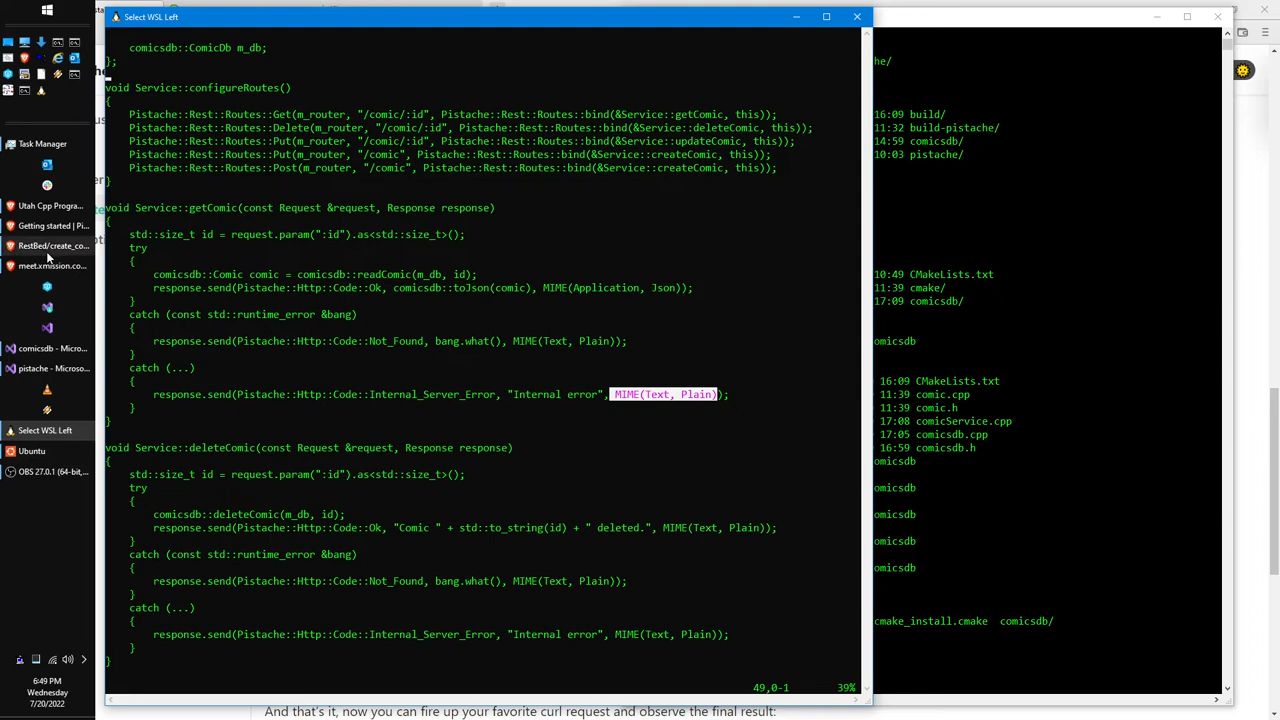 Select WSL Left
comicsdb::ComicDb m_db;
};
void Service::configureRoutes()
{
Pistache::Rest::Routes::Get(m_router, "/comic/:id", Pistache::Rest::Routes::bind(&Service::getComic, this));
Pistache::Rest::Routes::Delete(m_router, "/comic/:id", Pistache::Rest::Routes::bind(&Service::deleteComic, this));
Pistache::Rest::Routes::Put(m_router, "/comic/:id", Pistache::Rest::Routes::bind(&Service::updateComic, this));
Pistache::Rest::Routes::Put(m_router, "/comic", Pistache::Rest::Routes::bind(&Service::createComic, this));
Pistache::Rest::Routes::Post(m_router, "/comic", Pistache::Rest::Routes::bind(&Service::createComic, this));
}
void Service::getComic(const Request &request, Response response)
{
std::size_t id = request.param(":id").as<std::size_t>();
try
{
comicsdb::Comic comic = comicsdb::readComic(m_db, id);
response.send(Pistache::Http::Code::Ok, comicsdb::toJson(comic), MIME(Application, Json));
}
catch (const std::runtime_error &bang)
{
response.send(Pistache::Http::Code::Not_Found, bang.what(), MIME(Text, Plain));
}
catch (...)
{
response.send(Pistache::Http::Code::Internal_Server_Error, "Internal error", MIME(Text, Plain));
}
}
void Service::deleteComic(const Request &request, Response response)
{
std::size_t id = request.param(":id").as<std::size_t>();
try
{
comicsdb::deleteComic(m_db, id);
response.send(Pistache::Http::Code::Ok, "Comic " + std::to_string(id) + " deleted.", MIME(Text, Plain));
}
catch (const std::runtime_error &bang)
{
response.send(Pistache::Http::Code::Not_Found, bang.what(), MIME(Text, Plain));
}
catch (...)
{
response.send(Pistache::Http::Code::Internal_Server_Error, "Internal error", MIME(Text, Plain));
}
}
49,0-1 39%
he/
16:09 build/
11:32 build-pistache/
14:59 comicsdb/
10:03 pistache/
10:49 CMakeLists.txt
11:39 cmake/
17:09 comicsdb/
omicsdb
16:09 CMakeLists.txt
11:39 comic.cpp
11:39 comic.h
17:08 comicService.cpp
17:05 comicsdb.cpp
16:59 comicsdb.h
omicsdb
omicsdb
omicsdb
omicsdb
omicsdb
cmake_install.cmake comicsdb/
Task Manager
Utah Cpp Progra...
Getting started | Pi...
RestBed/create_co...
meet.xmission.co...
comicsdb - Micro...
pistache - Microso...
Select WSL Left
Ubuntu
OBS 27.0.1 (64-bit,...
6:49 PM
Wednesday
7/20/2022
And that's it, now you can fire up your favorite curl request and observe the final result: